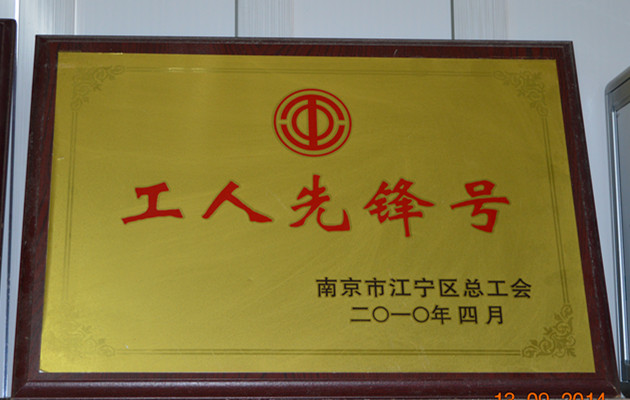 工人先锋号
南京市江宁区总工会
二〇一〇年四月